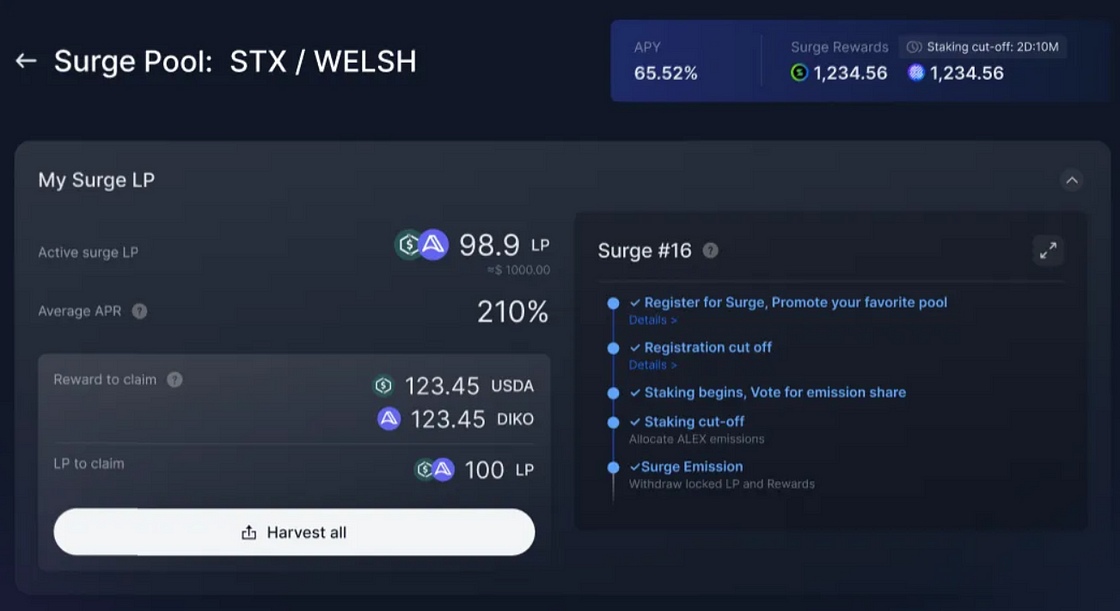 ← Surge Pool: STX / WELSH
APY
65.52%
Surge Rewards
Staking cut-off: 2D:10M
1,234.56 1,234.56
My Surge LP
Active surge LP
98.9 LP
≈$ 1000.00
Average APR ?
210%
Reward to claim ?
123.45 USDA
123.45 DIKO
LP to claim
100 LP
Harvest all
Surge #16 ?
✓ Register for Surge, Promote your favorite pool
Details >
✓ Registration cut off
Details >
✓ Staking begins, Vote for emission share
✓ Staking cut-off
Allocate ALEX emissions
✓Surge Emission
Withdraw locked LP and Rewards